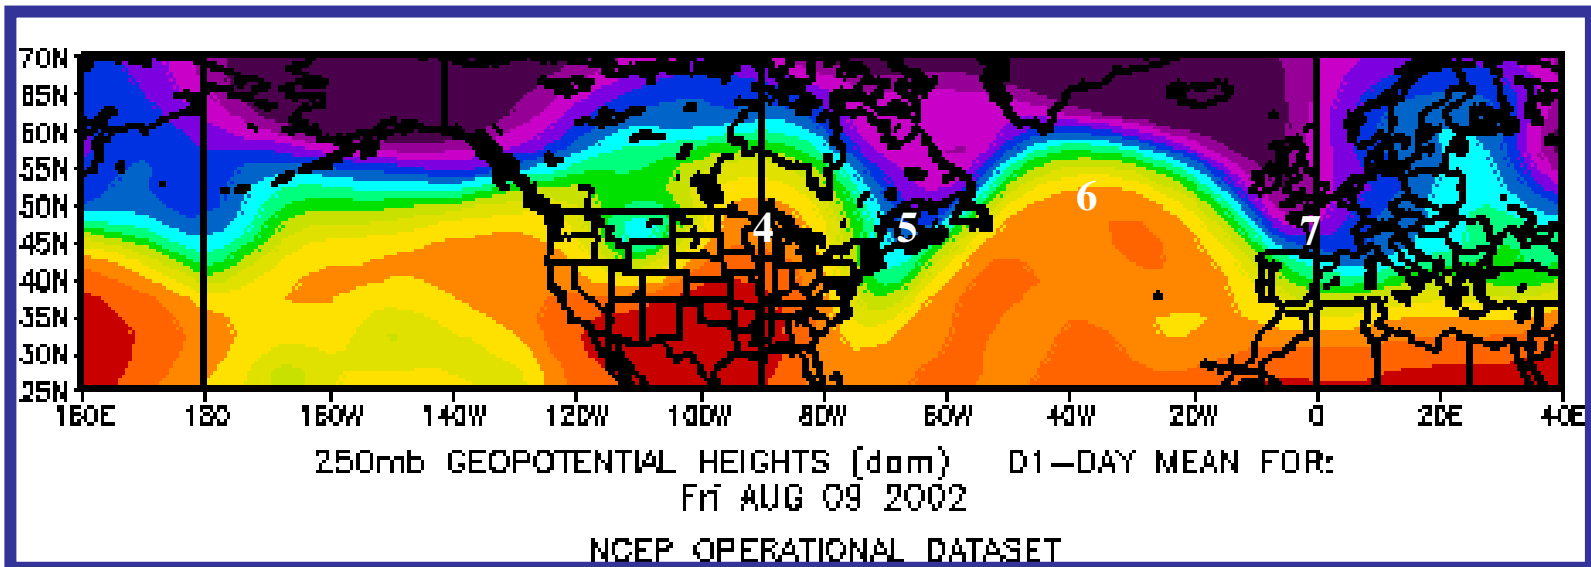 70N
65N
60N
55N
50N
45N
40N
35N
30N
25N
4 5 6 7
160E 180 160W 140W 120W 100W 80W 60W 40W 20W 0 20E 40E
250mb GEOPOTENTIAL HEIGHTS (dam) 01-DAY MEAN FOR:
Fri AUG 09 2002
NCEP OPERATIONAL DATASET